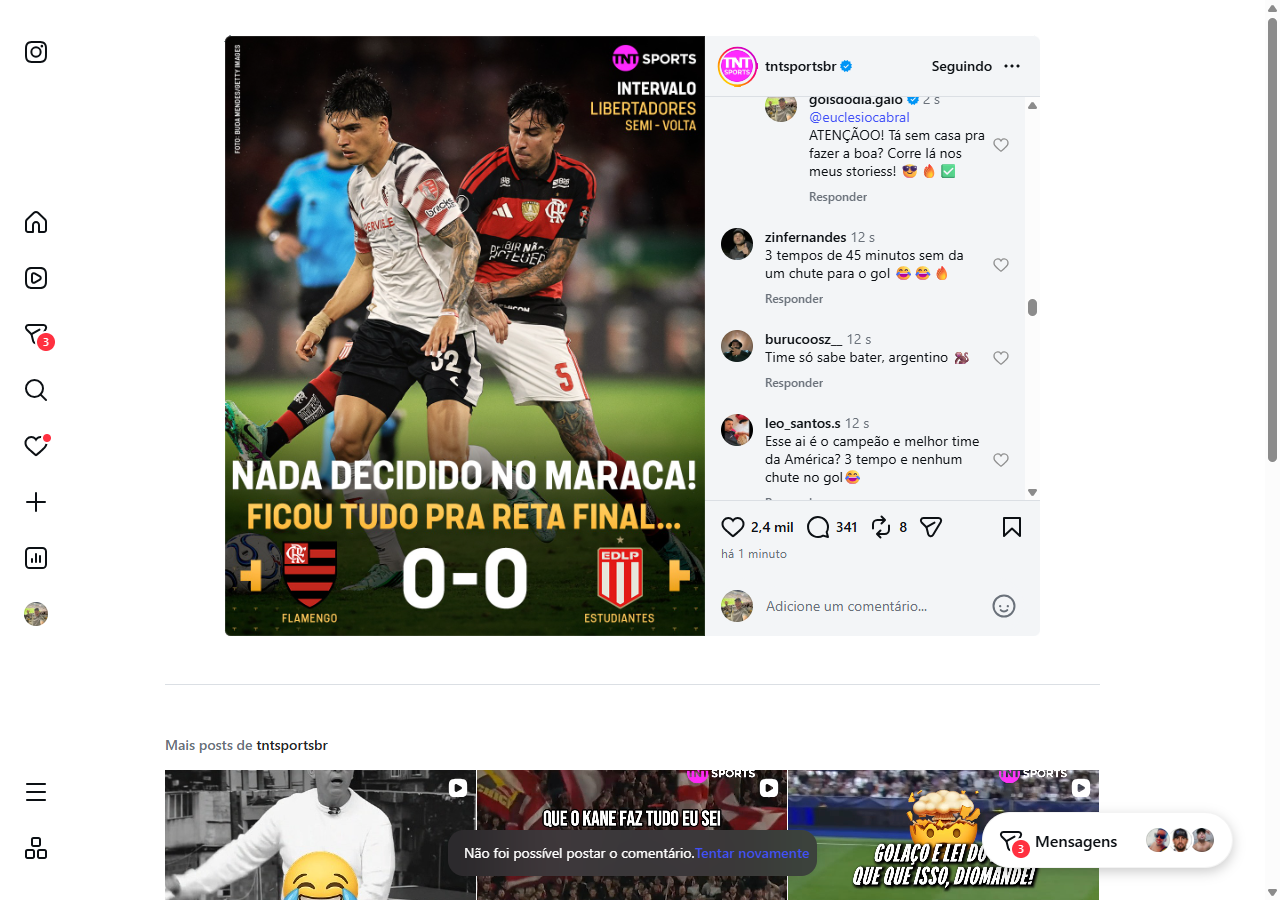 FOTO: BUDA MENDES/GETTY IMAGES
TNT SPORTS
INTERVALO
LIBERTADORES
SEMI - VOLTA
32
5
NADA DECIDIDO NO MARACA!
FICOU TUDO PRA RETA FINAL...
0-0
EDLP
FLAMENGO
ESTUDIANTES
TNT SPORTS
tntsportsbr
Seguindo
golsdodia.gaio 2 s
@euclesiocabral
ATENÇÃOO! Tá sem casa pra
fazer a boa? Corre lá nos
meus storiess! 😎 🔥 ✅
Responder
zinfernandes 12 s
3 tempos de 45 minutos sem da
um chute para o gol 😂 😂 🔥
Responder
burucoosz__ 12 s
Time só sabe bater, argentino 🐒
Responder
leo_santos.s 12 s
Esse ai é o campeão e melhor time
da América? 3 tempo e nenhum
chute no gol😂
2,4 mil
341
8
há 1 minuto
Adicione um comentário...
3
Mais posts de tntsportsbr
QUE O KANE FAZ TUDO EU SEI
TNT SPORTS
TNT SPORTS
GOLAÇO E LEI DO
QUE QUE ISSO, DIOMANDE!
Não foi possível postar o comentário.Tentar novamente
3
Mensagens